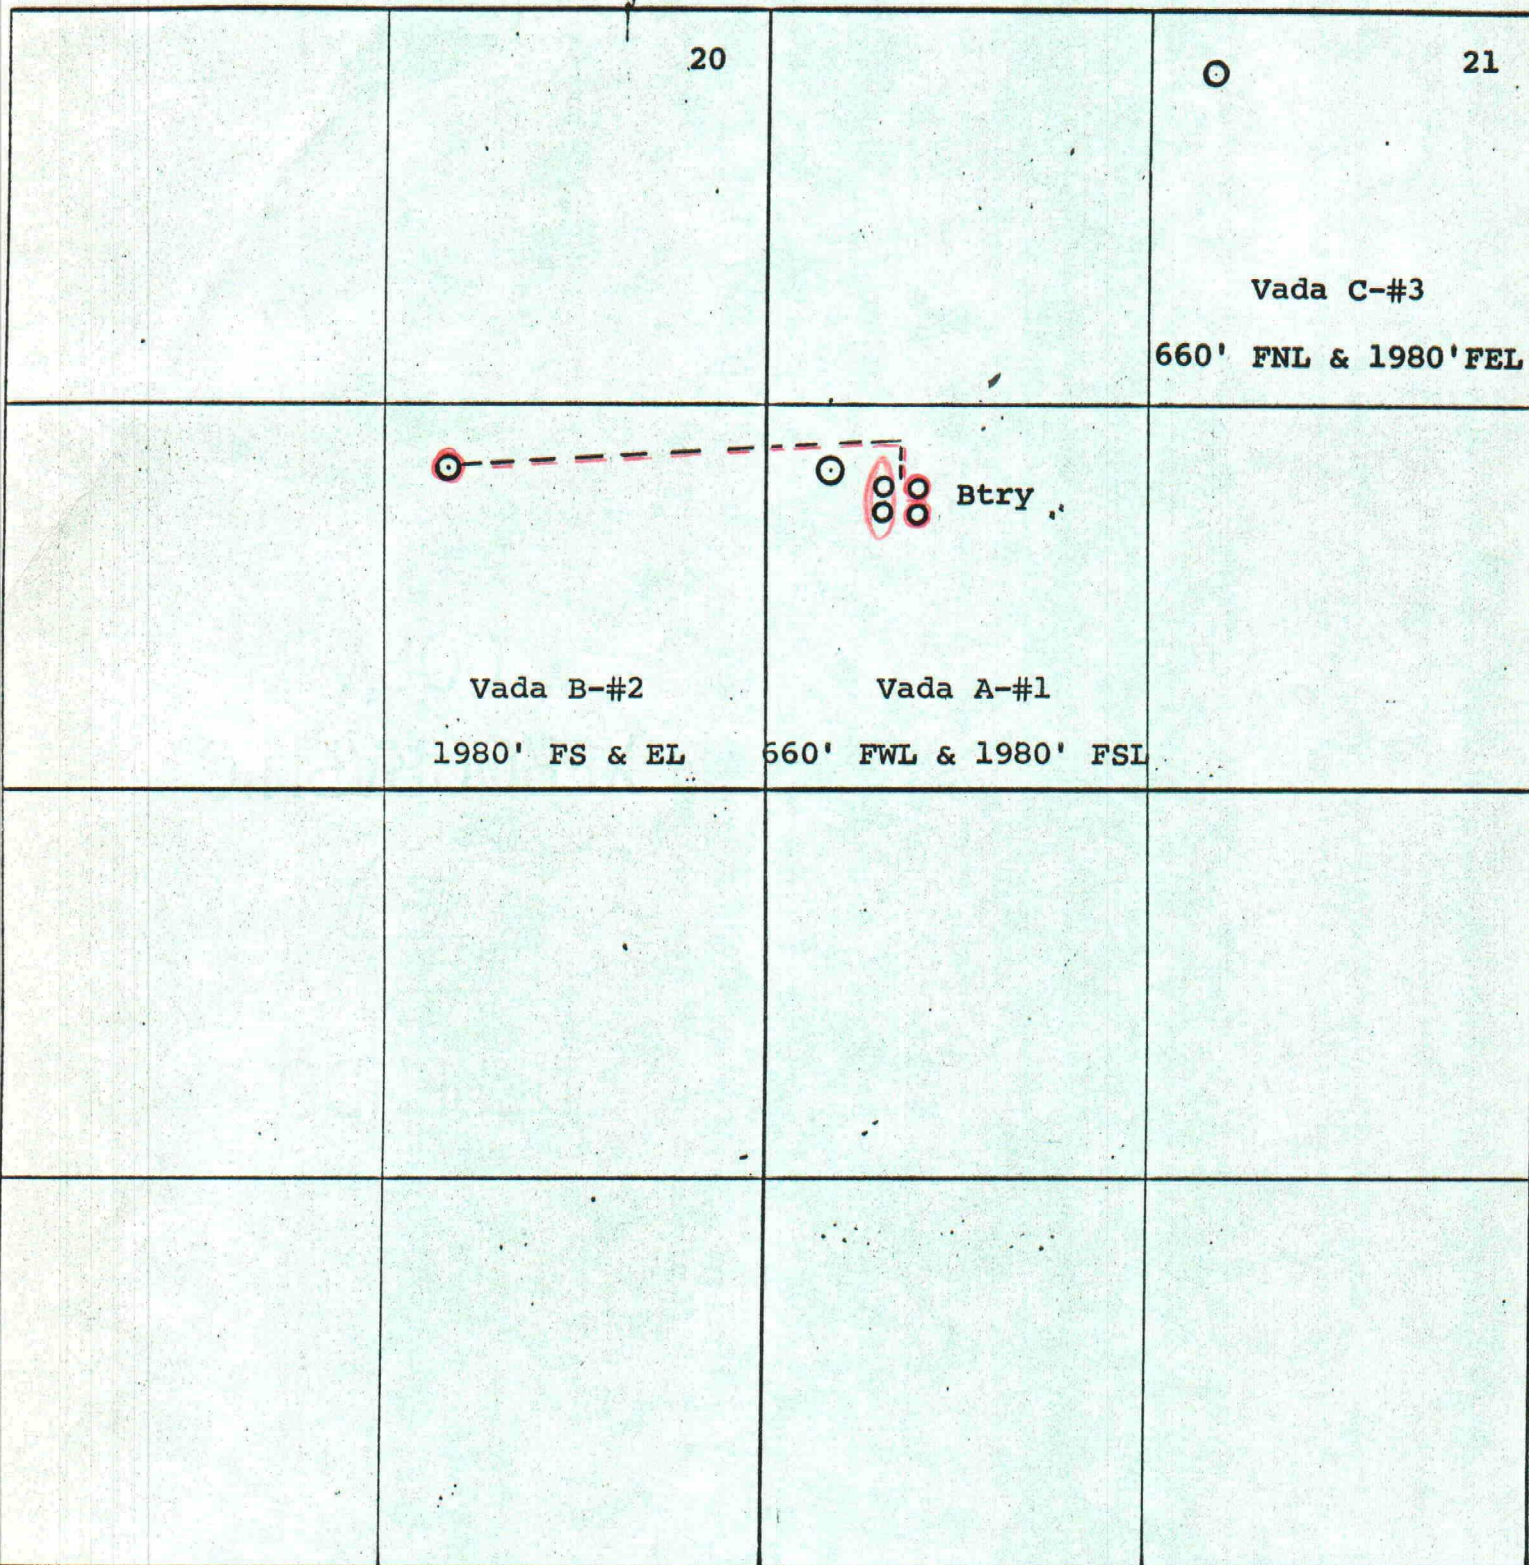 20
21
Vada C-#3
660' FNL & 1980'FEL
Btry
Vada B-#2
1980' FS & EL
Vada A-#1
660' FWL & 1980' FSL